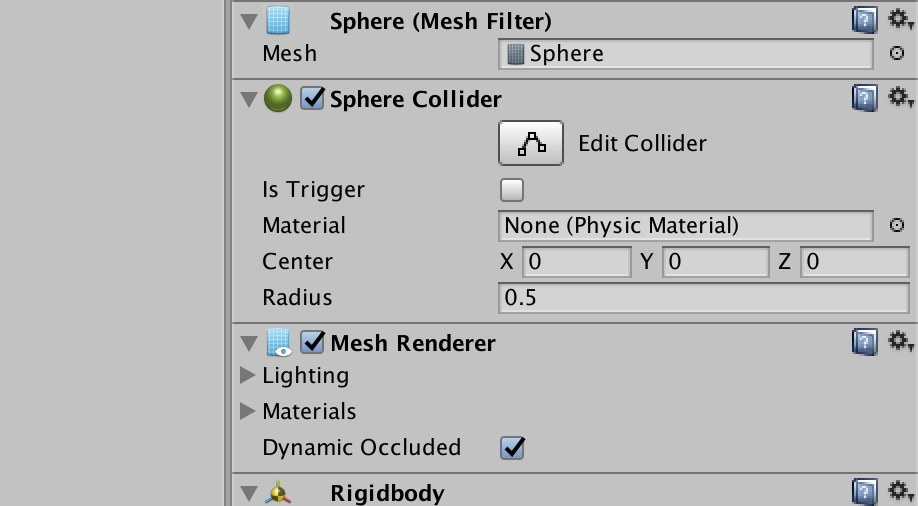 Sphere (Mesh Filter)
Mesh Sphere
Sphere Collider
Edit Collider
Is Trigger
Material None (Physic Material)
Center X 0 Y 0 Z 0
Radius 0.5
Mesh Renderer
Lighting
Materials
Dynamic Occluded
Rigidbody